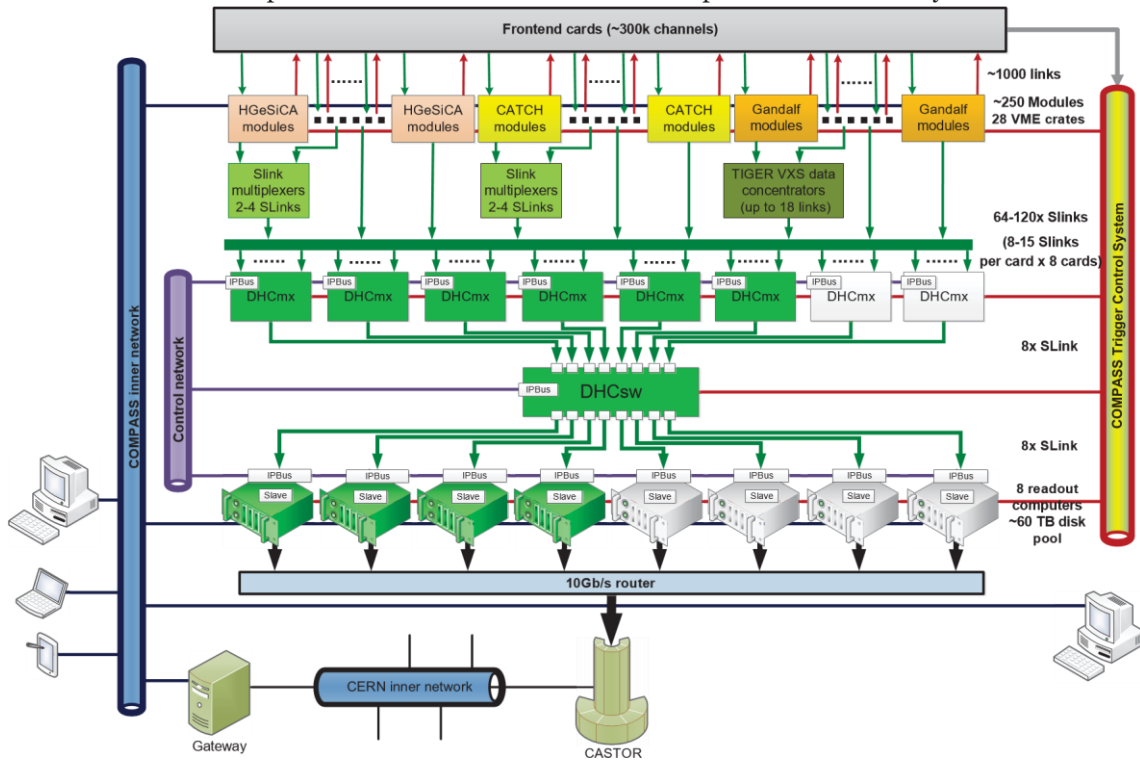 Frontend cards (~300k channels)
~1000 links
HGeSiCA
modules
HGeSiCA
modules
CATCH
modules
CATCH
modules
Gandalf
modules
Gandalf
modules
~250 Modules
28 VME crates
Slink
multiplexers
2-4 SLinks
Slink
multiplexers
2-4 SLinks
TIGER VXS data
concentrators
(up to 18 links)
64-120x Slinks
(8-15 Slinks
per card x 8 cards)
IPBus
DHCmx
IPBus
DHCmx
IPBus
DHCmx
IPBus
DHCmx
IPBus
DHCmx
IPBus
DHCmx
IPBus
DHCmx
IPBus
DHCmx
COMPASS inner network
Control network
COMPASS Trigger Control System
8x SLink
IPBus
DHCsw
8x SLink
IPBus
IPBus
IPBus
IPBus
IPBus
IPBus
IPBus
IPBus
Slave
Slave
Slave
Slave
Slave
Slave
Slave
Slave
8 readout
computers
~60 TB disk
pool
10Gb/s router
CERN inner network
Gateway
CASTOR